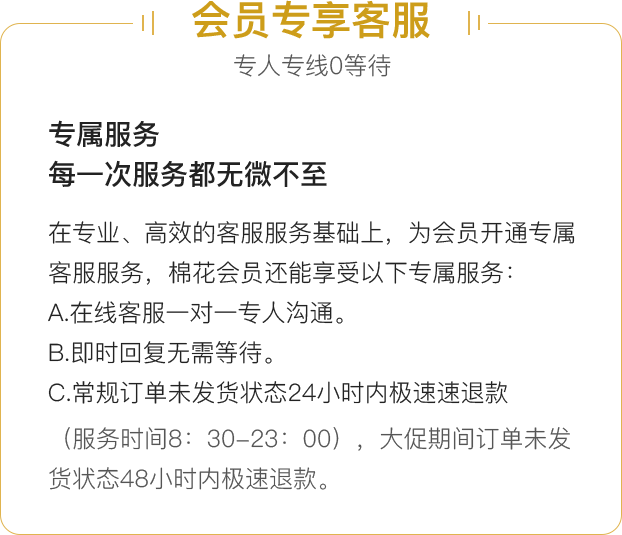 会员专享客服
专人专线0等待
专属服务
每一次服务都无微不至
在专业、高效的客服服务基础上，为会员开通专属
客服服务，棉花会员还能享受以下专属服务：
A.在线客服一对一专人沟通。
B.即时回复无需等待。
C.常规订单未发货状态24小时内极速速退款
（服务时间8：30-23：00），大促期间订单未发
货状态48小时内极速退款。